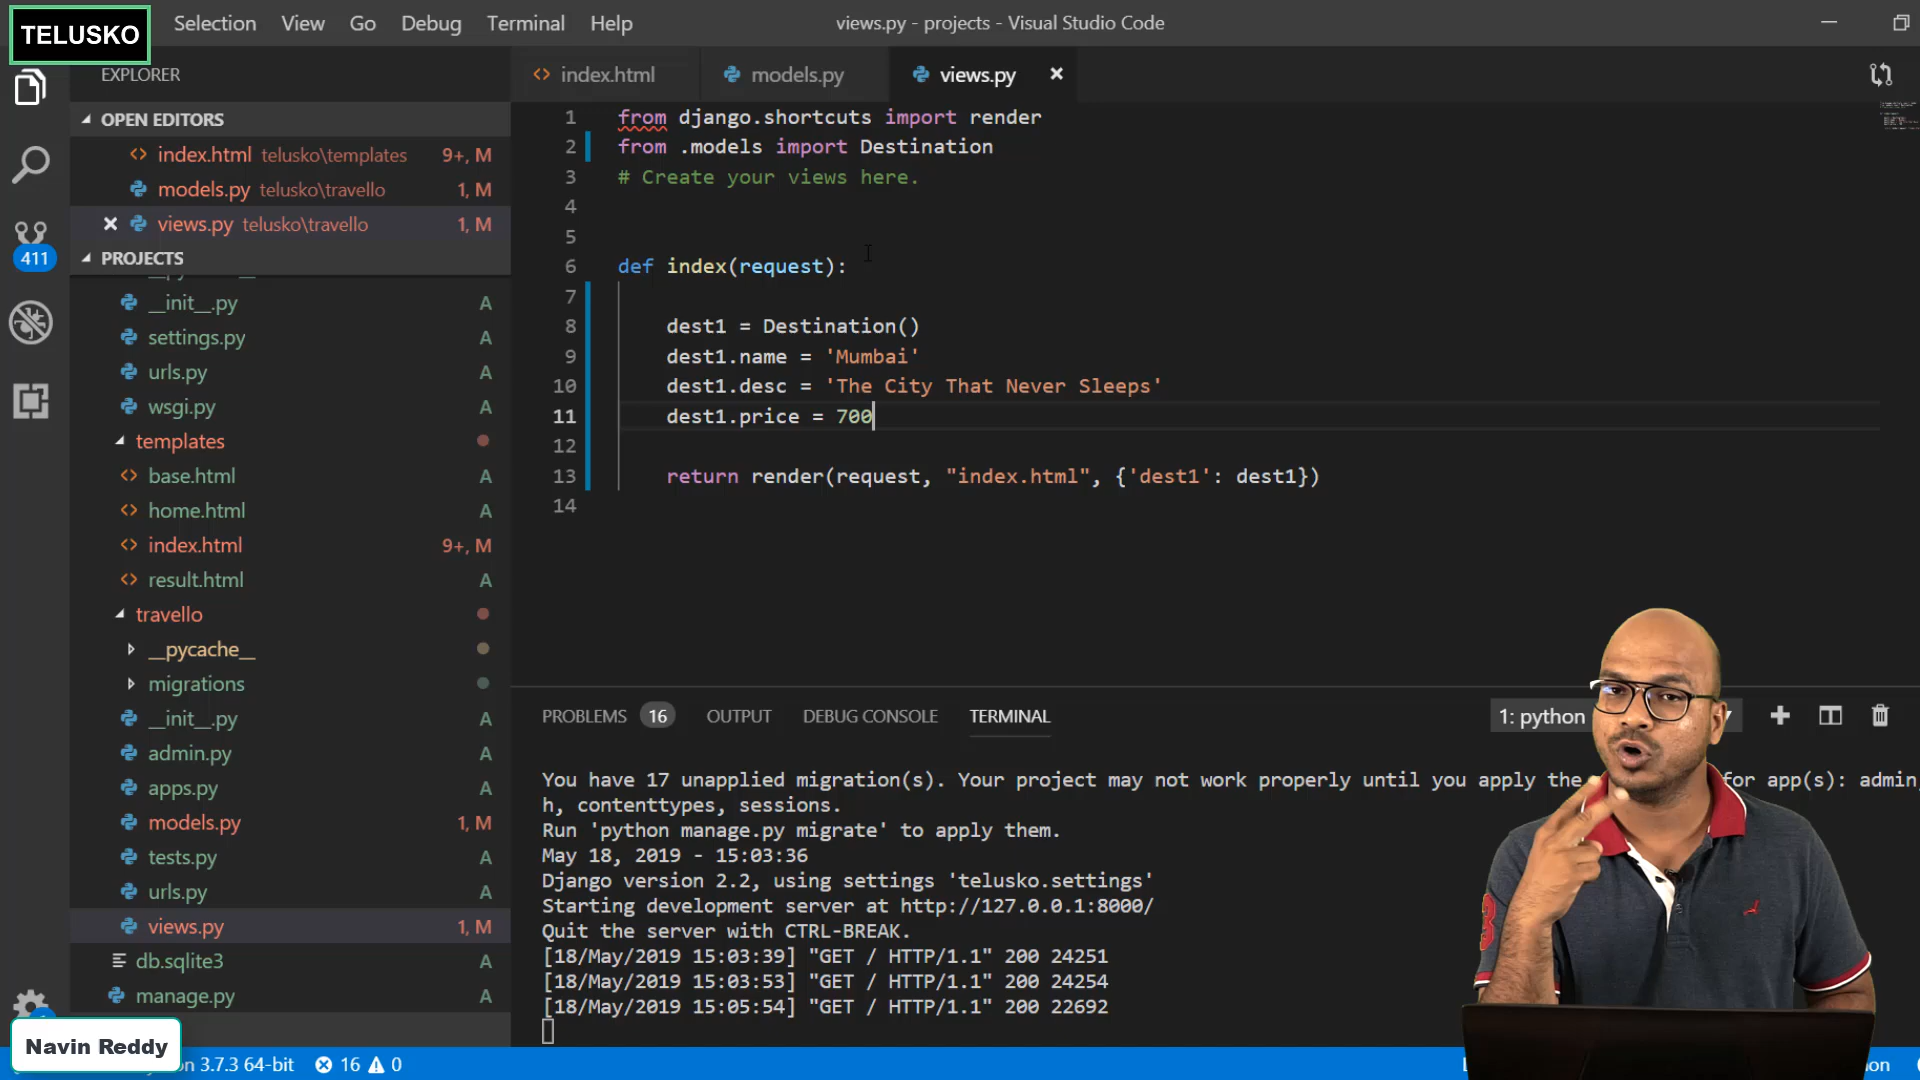 TELUSKO
Selection View Go Debug Terminal Help
views.py - projects - Visual Studio Code
EXPLORER
index.html
models.py
views.py
OPEN EDITORS
index.html telusko\templates 9+, M
models.py telusko\travello 1, M
views.py telusko\travello 1, M
411
PROJECTS
__init__.py A
settings.py A
urls.py A
wsgi.py A
templates
base.html A
home.html A
index.html 9+, M
result.html A
travello
__pycache__
migrations
__init__.py A
admin.py A
apps.py A
models.py 1, M
tests.py A
urls.py A
views.py 1, M
db.sqlite3 A
manage.py A
1 from django.shortcuts import render
2 from .models import Destination
3 # Create your views here.
4
5
6 def index(request):
7
8 dest1 = Destination()
9 dest1.name = 'Mumbai'
10 dest1.desc = 'The City That Never Sleeps'
11 dest1.price = 700
12
13 return render(request, "index.html", {'dest1': dest1})
14
PROBLEMS 16 OUTPUT DEBUG CONSOLE TERMINAL
1: python
You have 17 unapplied migration(s). Your project may not work properly until you apply the for app(s): admin,
h, contenttypes, sessions.
Run 'python manage.py migrate' to apply them.
May 18, 2019 - 15:03:36
Django version 2.2, using settings 'telusko.settings'
Starting development server at http://127.0.0.1:8000/
Quit the server with CTRL-BREAK.
[18/May/2019 15:03:39] "GET / HTTP/1.1" 200 24251
[18/May/2019 15:03:53] "GET / HTTP/1.1" 200 24254
[18/May/2019 15:05:54] "GET / HTTP/1.1" 200 22692
3
Navin Reddy
on 3.7.3 64-bit 16 0
on